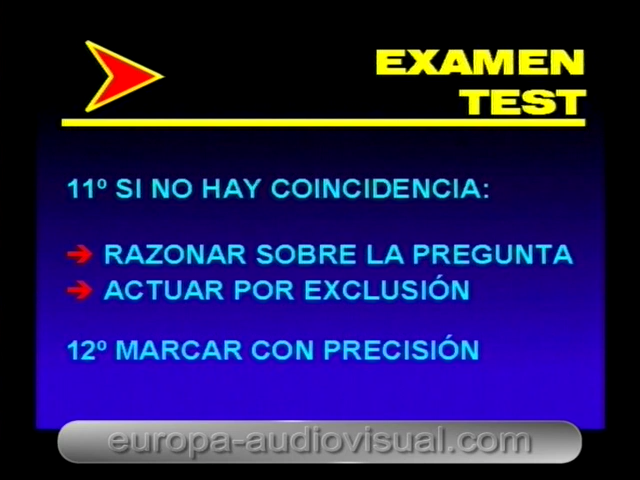 EXAMEN
TEST
11º SI NO HAY COINCIDENCIA:
➔ RAZONAR SOBRE LA PREGUNTA
➔ ACTUAR POR EXCLUSIÓN
12º MARCAR CON PRECISIÓN
europa-audiovisual.com